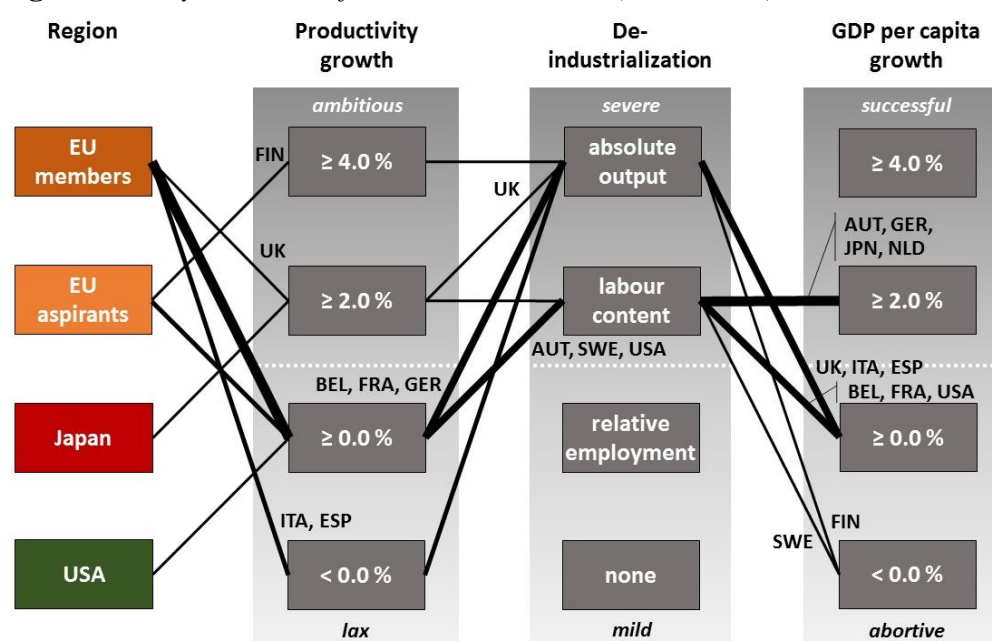 Region
Productivity
growth
De-
industrialization
GDP per capita
growth
ambitious
severe
successful
EU
members
FIN
≥ 4.0 %
UK
absolute
output
≥ 4.0 %
AUT, GER,
JPN, NLD
EU
aspirants
UK
≥ 2.0 %
labour
content
≥ 2.0 %
AUT, SWE, USA
UK, ITA, ESP
BEL, FRA, USA
BEL, FRA, GER
Japan
≥ 0.0 %
relative
employment
≥ 0.0 %
ITA, ESP
FIN
SWE
USA
< 0.0 %
none
< 0.0 %
lax
mild
abortive